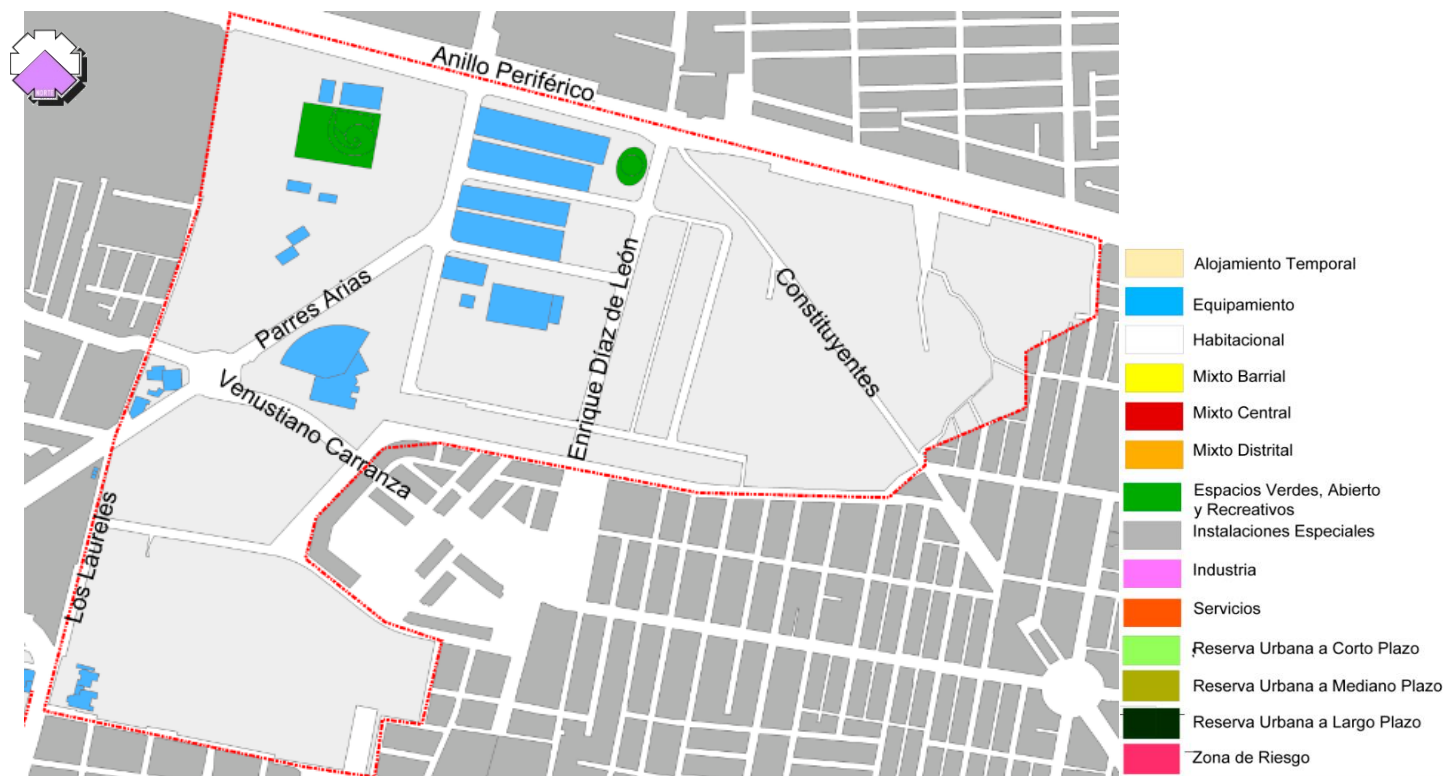 NORTE
Anillo Periférico
Parres Arias
Enrique Díaz de León
Constituyentes
Venustiano Carranza
Los Laureles
Alojamiento Temporal
Equipamiento
Habitacional
Mixto Barrial
Mixto Central
Mixto Distrital
Espacios Verdes, Abierto
y Recreativos
Instalaciones Especiales
Industria
Servicios
Reserva Urbana a Corto Plazo
Reserva Urbana a Mediano Plazo
Reserva Urbana a Largo Plazo
Zona de Riesgo